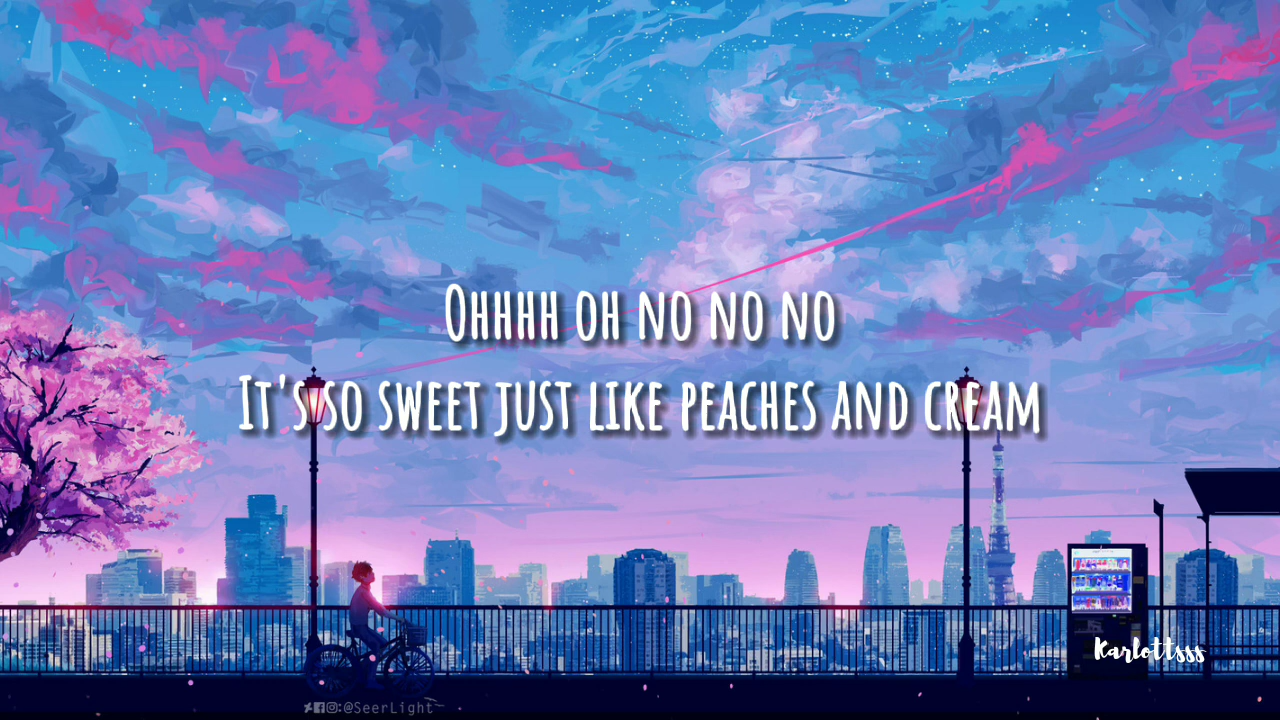 Ohhhh oh no no no
It's so sweet just like peaches and cream
Karlottsss
:@SeerLight